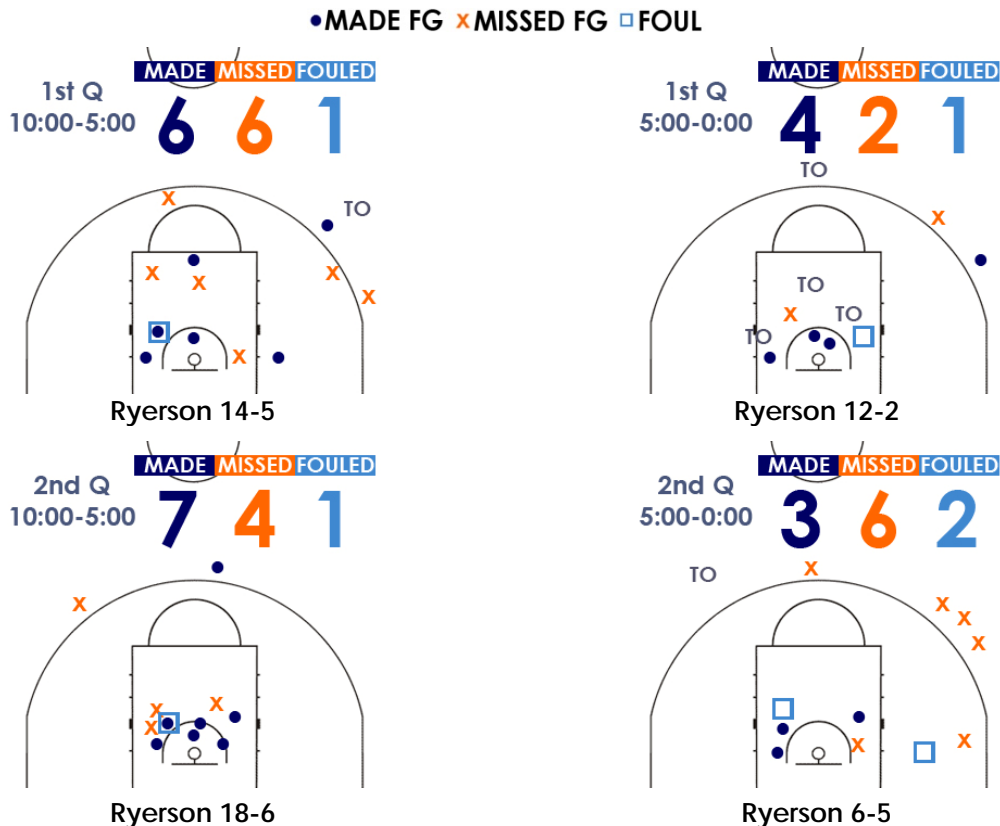 MADE FG X MISSED FG FOUL
MADE MISSED FOULED
1st Q
10:00-5:00
6 6 1
X
TO
X
X
X
X
X
Ryerson 14-5
MADE MISSED FOULED
1st Q
5:00-0:00
4 2 1
TO
X
TO
X
TO
TO
Ryerson 12-2
MADE MISSED FOULED
2nd Q
10:00-5:00
7 4 1
X
X
X
X
Ryerson 18-6
MADE MISSED FOULED
2nd Q
5:00-0:00
3 6 2
TO
X
X
X
X
X
X
Ryerson 6-5